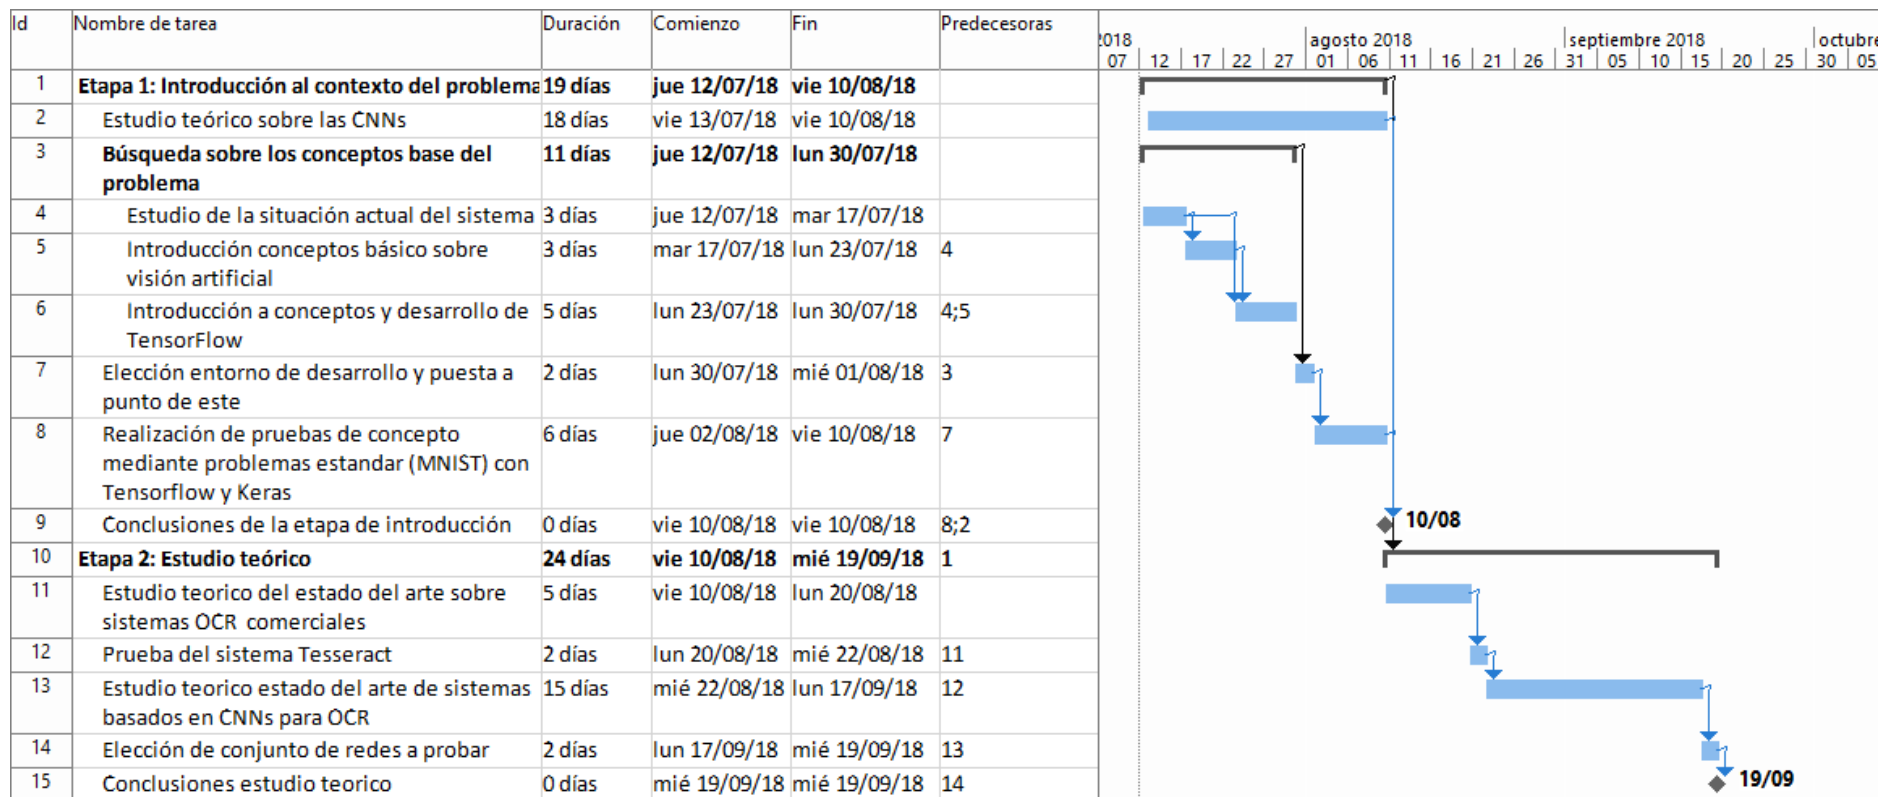 Id Nombre de tarea Duración Comienzo Fin Predecesoras
2018 agosto 2018 septiembre 2018 octubre
07 12 17 22 27 01 06 11 16 21 26 31 05 10 15 20 25 30 05
1 Etapa 1: Introducción al contexto del problema 19 días jue 12/07/18 vie 10/08/18
2 Estudio teórico sobre las CNNs 18 días vie 13/07/18 vie 10/08/18
3 Búsqueda sobre los conceptos base del 11 días jue 12/07/18 lun 30/07/18
problema
4 Estudio de la situación actual del sistema 3 días jue 12/07/18 mar 17/07/18
5 Introducción conceptos básico sobre 3 días mar 17/07/18 lun 23/07/18 4
visión artificial
6 Introducción a conceptos y desarrollo de 5 días lun 23/07/18 lun 30/07/18 4;5
TensorFlow
7 Elección entorno de desarrollo y puesta a 2 días lun 30/07/18 mié 01/08/18 3
punto de este
8 Realización de pruebas de concepto 6 días jue 02/08/18 vie 10/08/18 7
mediante problemas estandar (MNIST) con
Tensorflow y Keras
9 Conclusiones de la etapa de introducción 0 días vie 10/08/18 vie 10/08/18 8;2 10/08
10 Etapa 2: Estudio teórico 24 días vie 10/08/18 mié 19/09/18 1
11 Estudio teorico del estado del arte sobre 5 días vie 10/08/18 lun 20/08/18
sistemas OCR comerciales
12 Prueba del sistema Tesseract 2 días lun 20/08/18 mié 22/08/18 11
13 Estudio teorico estado del arte de sistemas 15 días mié 22/08/18 lun 17/09/18 12
basados en CNNs para OCR
14 Elección de conjunto de redes a probar 2 días lun 17/09/18 mié 19/09/18 13
15 Conclusiones estudio teorico 0 días mié 19/09/18 mié 19/09/18 14 19/09